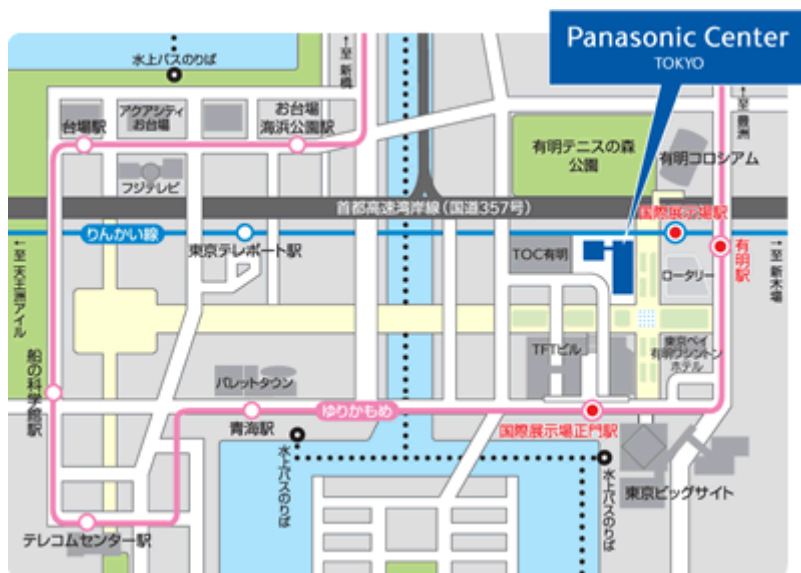 Panasonic Center
TOKYO
水上バスのりば
←至 新橋
←至 豊洲
台場駅
アクアシティ
お台場
お台場
海浜公園駅
有明テニスの森
公園
有明コロシアム
フジテレビ
首都高速湾岸線(国道357号)
国際展示場駅
りんかい線
東京テレポート駅
TOC有明
有明駅
←至 天王洲アイル
ロータリー
→至 新木場
船の科学館駅
パレットタウン
TFTビル
東京ベイ
有明ワシントン
ホテル
ゆりかもめ
青海駅
国際展示場正門駅
水上バスのりば
水上バスのりば
東京ビッグサイト
テレコムセンター駅